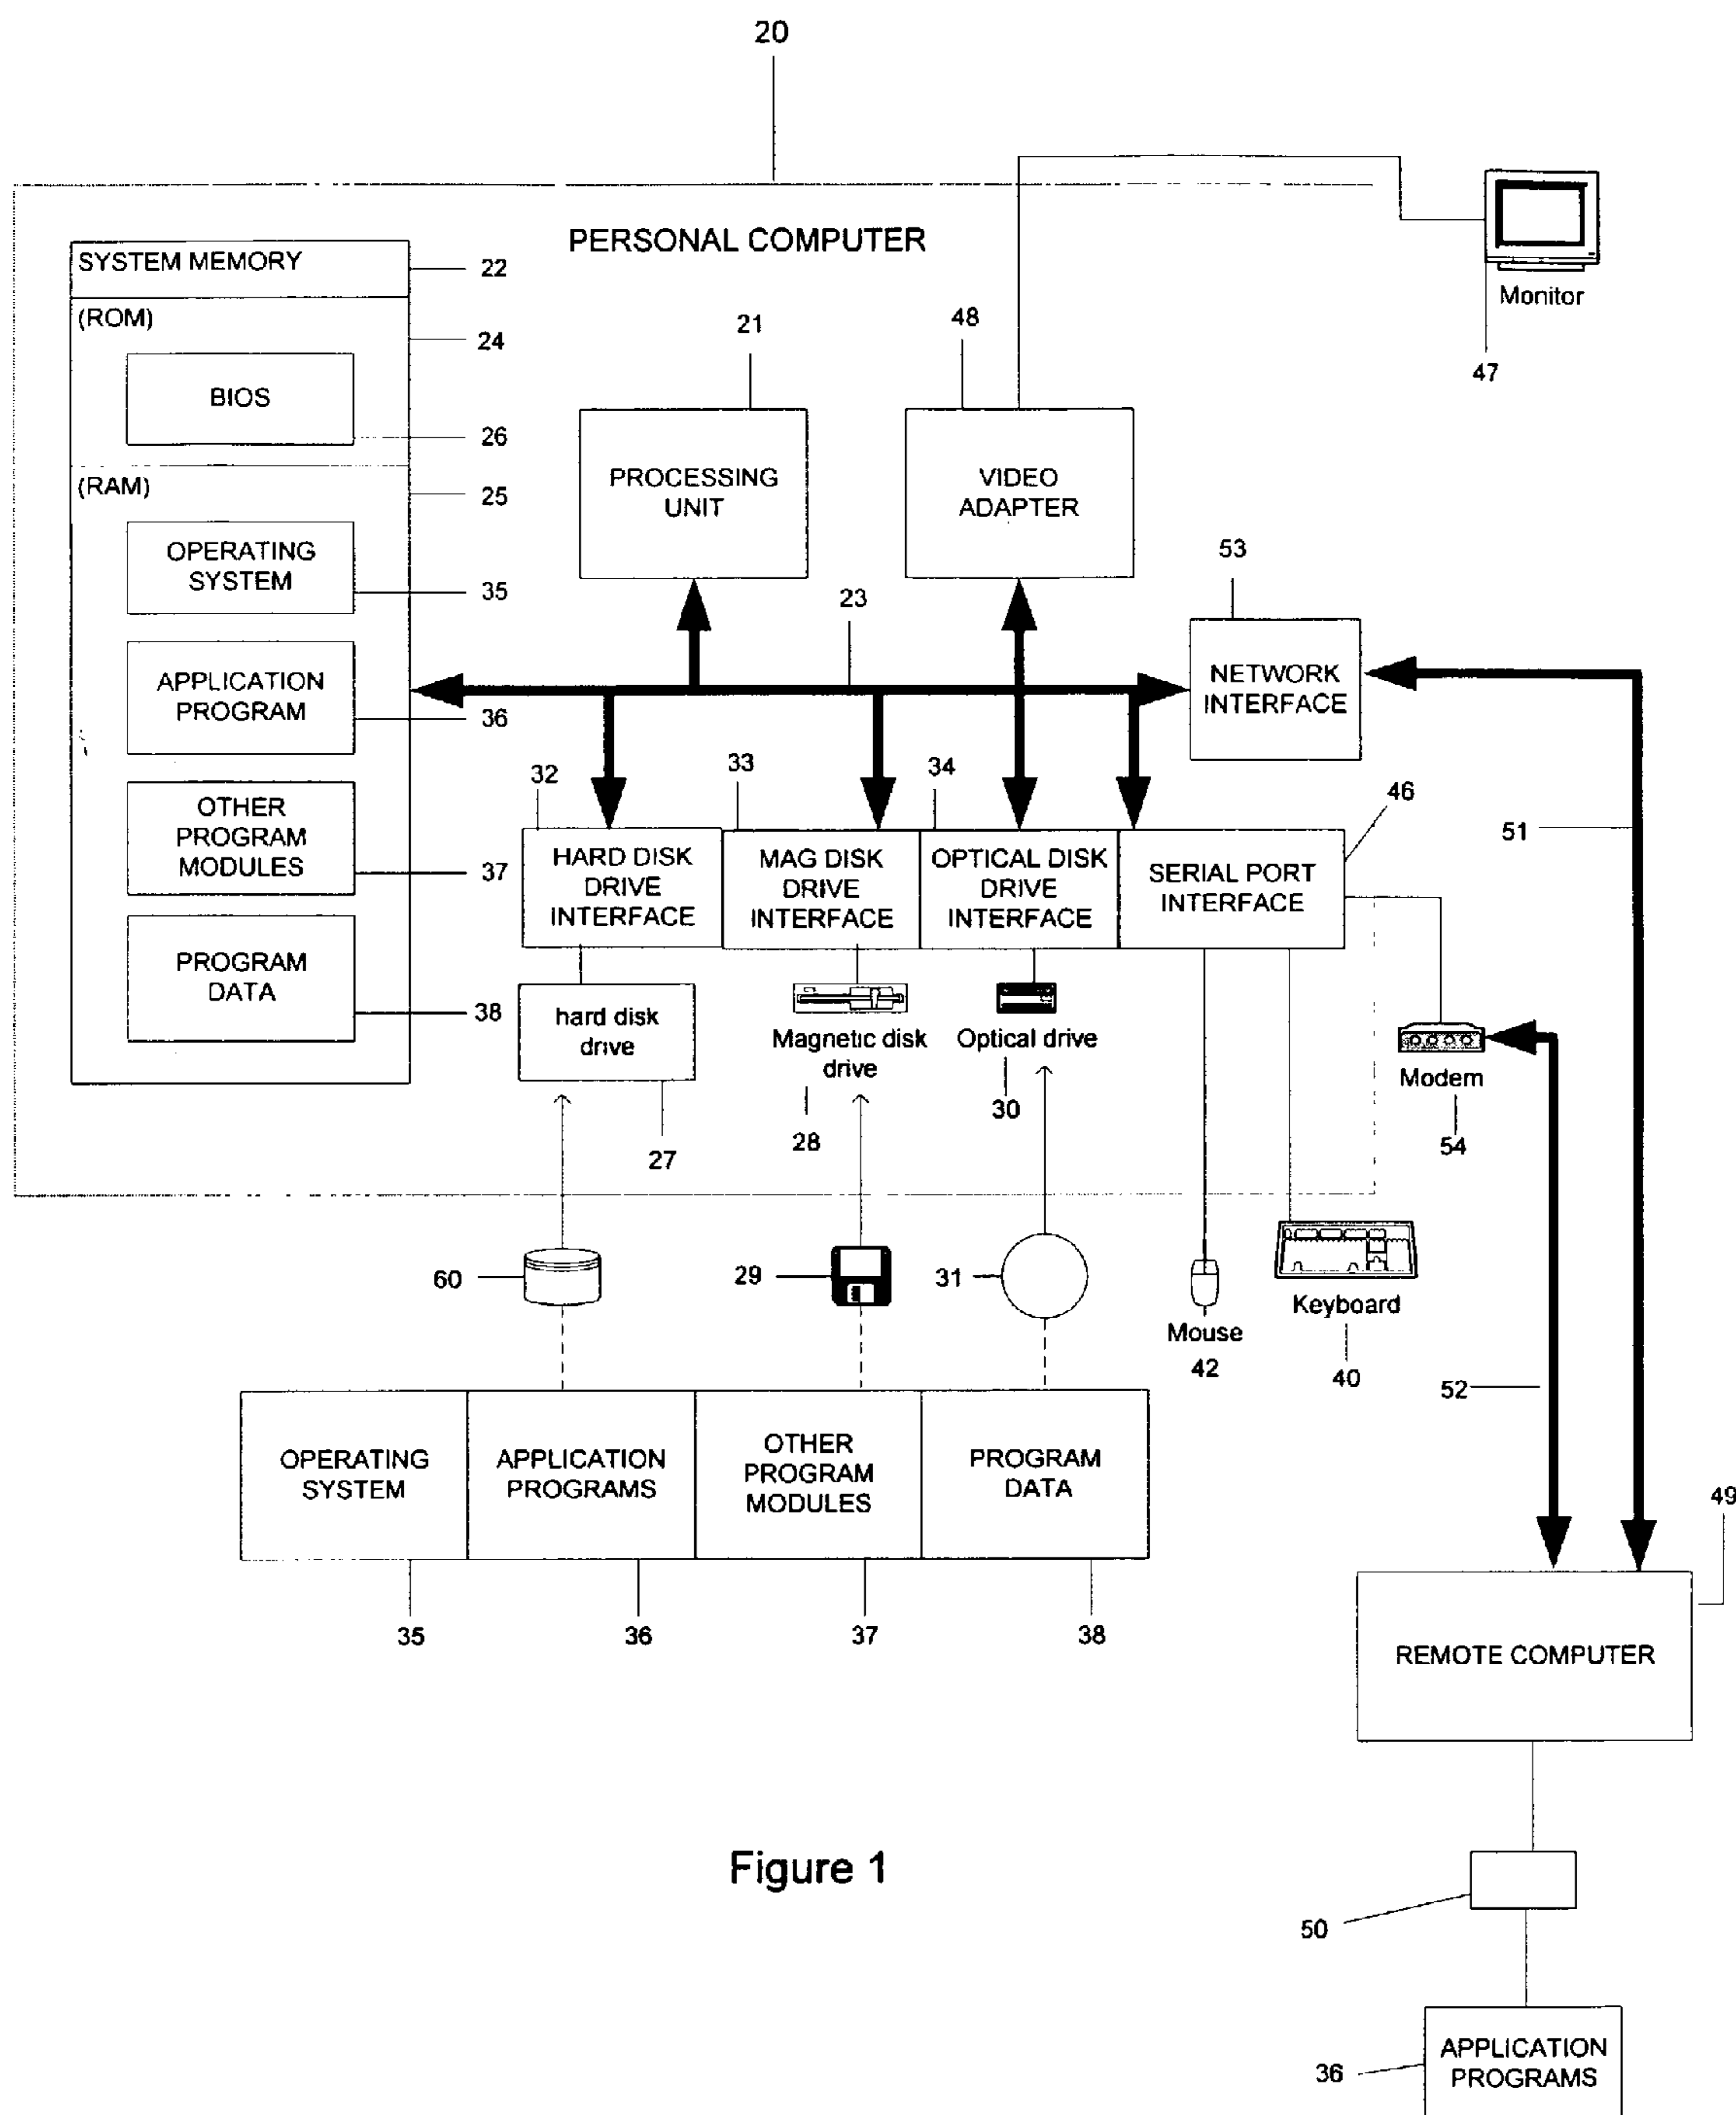 20
PERSONAL COMPUTER
SYSTEM MEMORY
22
(ROM)
24
BIOS
26
(RAM)
25
OPERATING
SYSTEM
35
APPLICATION
PROGRAM
36
OTHER
PROGRAM
MODULES
37
PROGRAM
DATA
38
21
PROCESSING
UNIT
48
VIDEO
ADAPTER
Monitor
47
23
53
NETWORK
INTERFACE
32
HARD DISK
DRIVE
INTERFACE
33
MAG DISK
DRIVE
INTERFACE
34
OPTICAL DISK
DRIVE
INTERFACE
46
SERIAL PORT
INTERFACE
51
hard disk
drive
27
Magnetic disk
drive
28
Optical drive
30
Modem
54
60
29
31
Mouse
42
Keyboard
40
52
OPERATING
SYSTEM
APPLICATION
PROGRAMS
OTHER
PROGRAM
MODULES
PROGRAM
DATA
35
36
37
38
49
REMOTE COMPUTER
Figure 1
50
36
APPLICATION
PROGRAMS